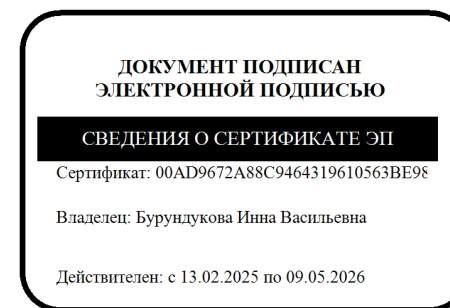 ДОКУМЕНТ ПОДПИСАН
ЭЛЕКТРОННОЙ ПОДПИСЬЮ
СВЕДЕНИЯ О СЕРТИФИКАТЕ ЭП
Сертификат: 00AD9672A88C9464319610563BE98
Владелец: Бурундукова Инна Васильевна
Действителен: с 13.02.2025 по 09.05.2026